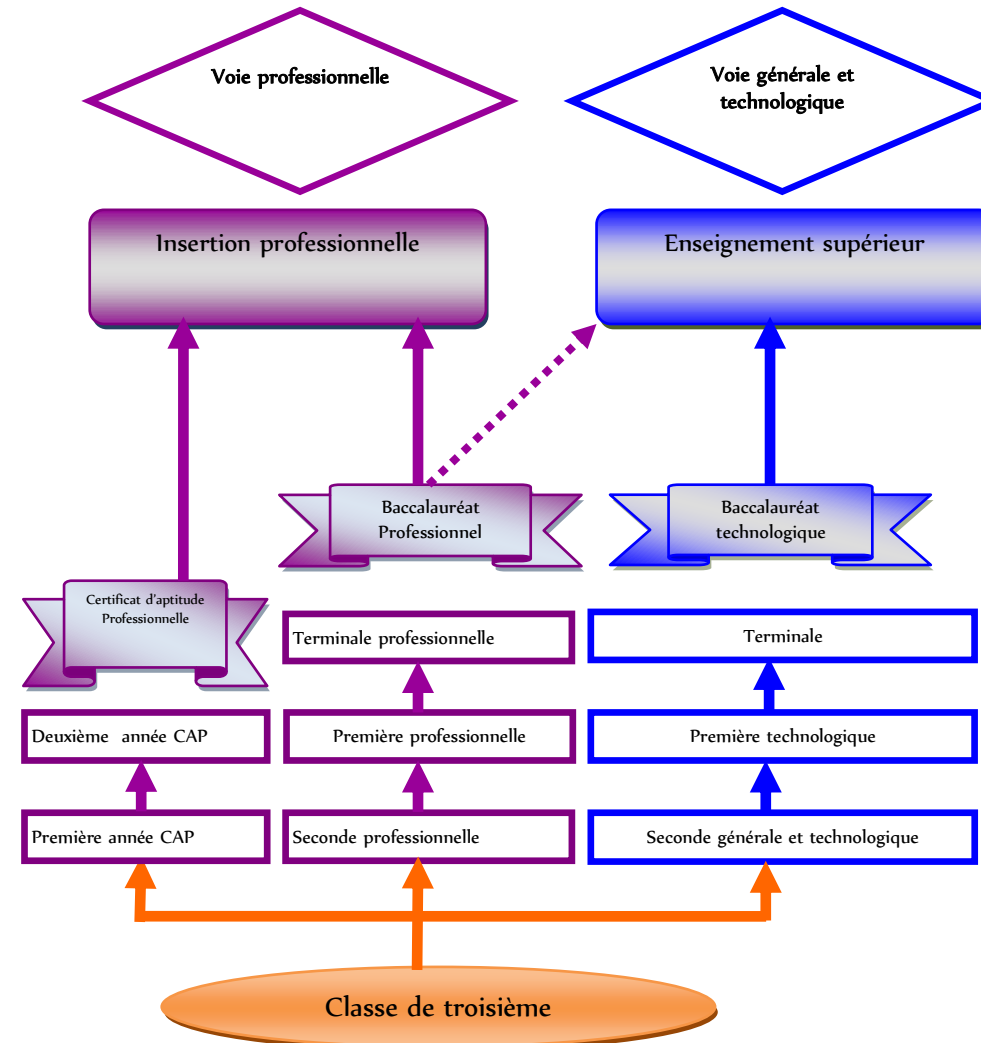 Voie professionnelle
Voie générale et
technologique
Insertion professionnelle
Enseignement supérieur
Baccalauréat
Professionnel
Baccalauréat
technologique
Certificat d'aptitude
Professionnelle
Terminale professionnelle
Terminale
Deuxième année CAP
Première professionnelle
Première technologique
Première année CAP
Seconde professionnelle
Seconde générale et technologique
Classe de troisième